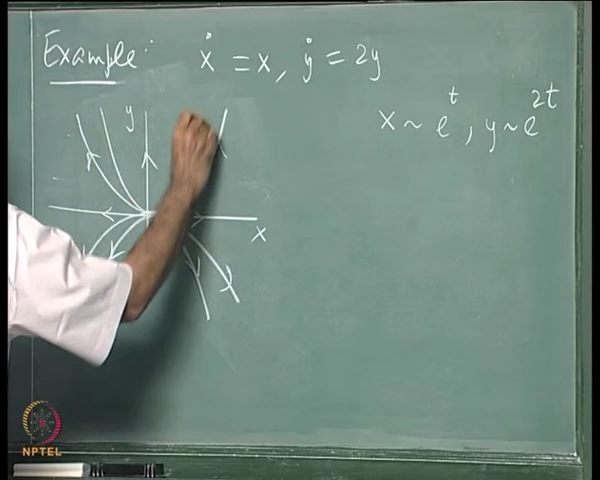 Example: ẋ = x, ẏ = 2y
x ~ e^t, y ~ e^2t
y
x
NPTEL